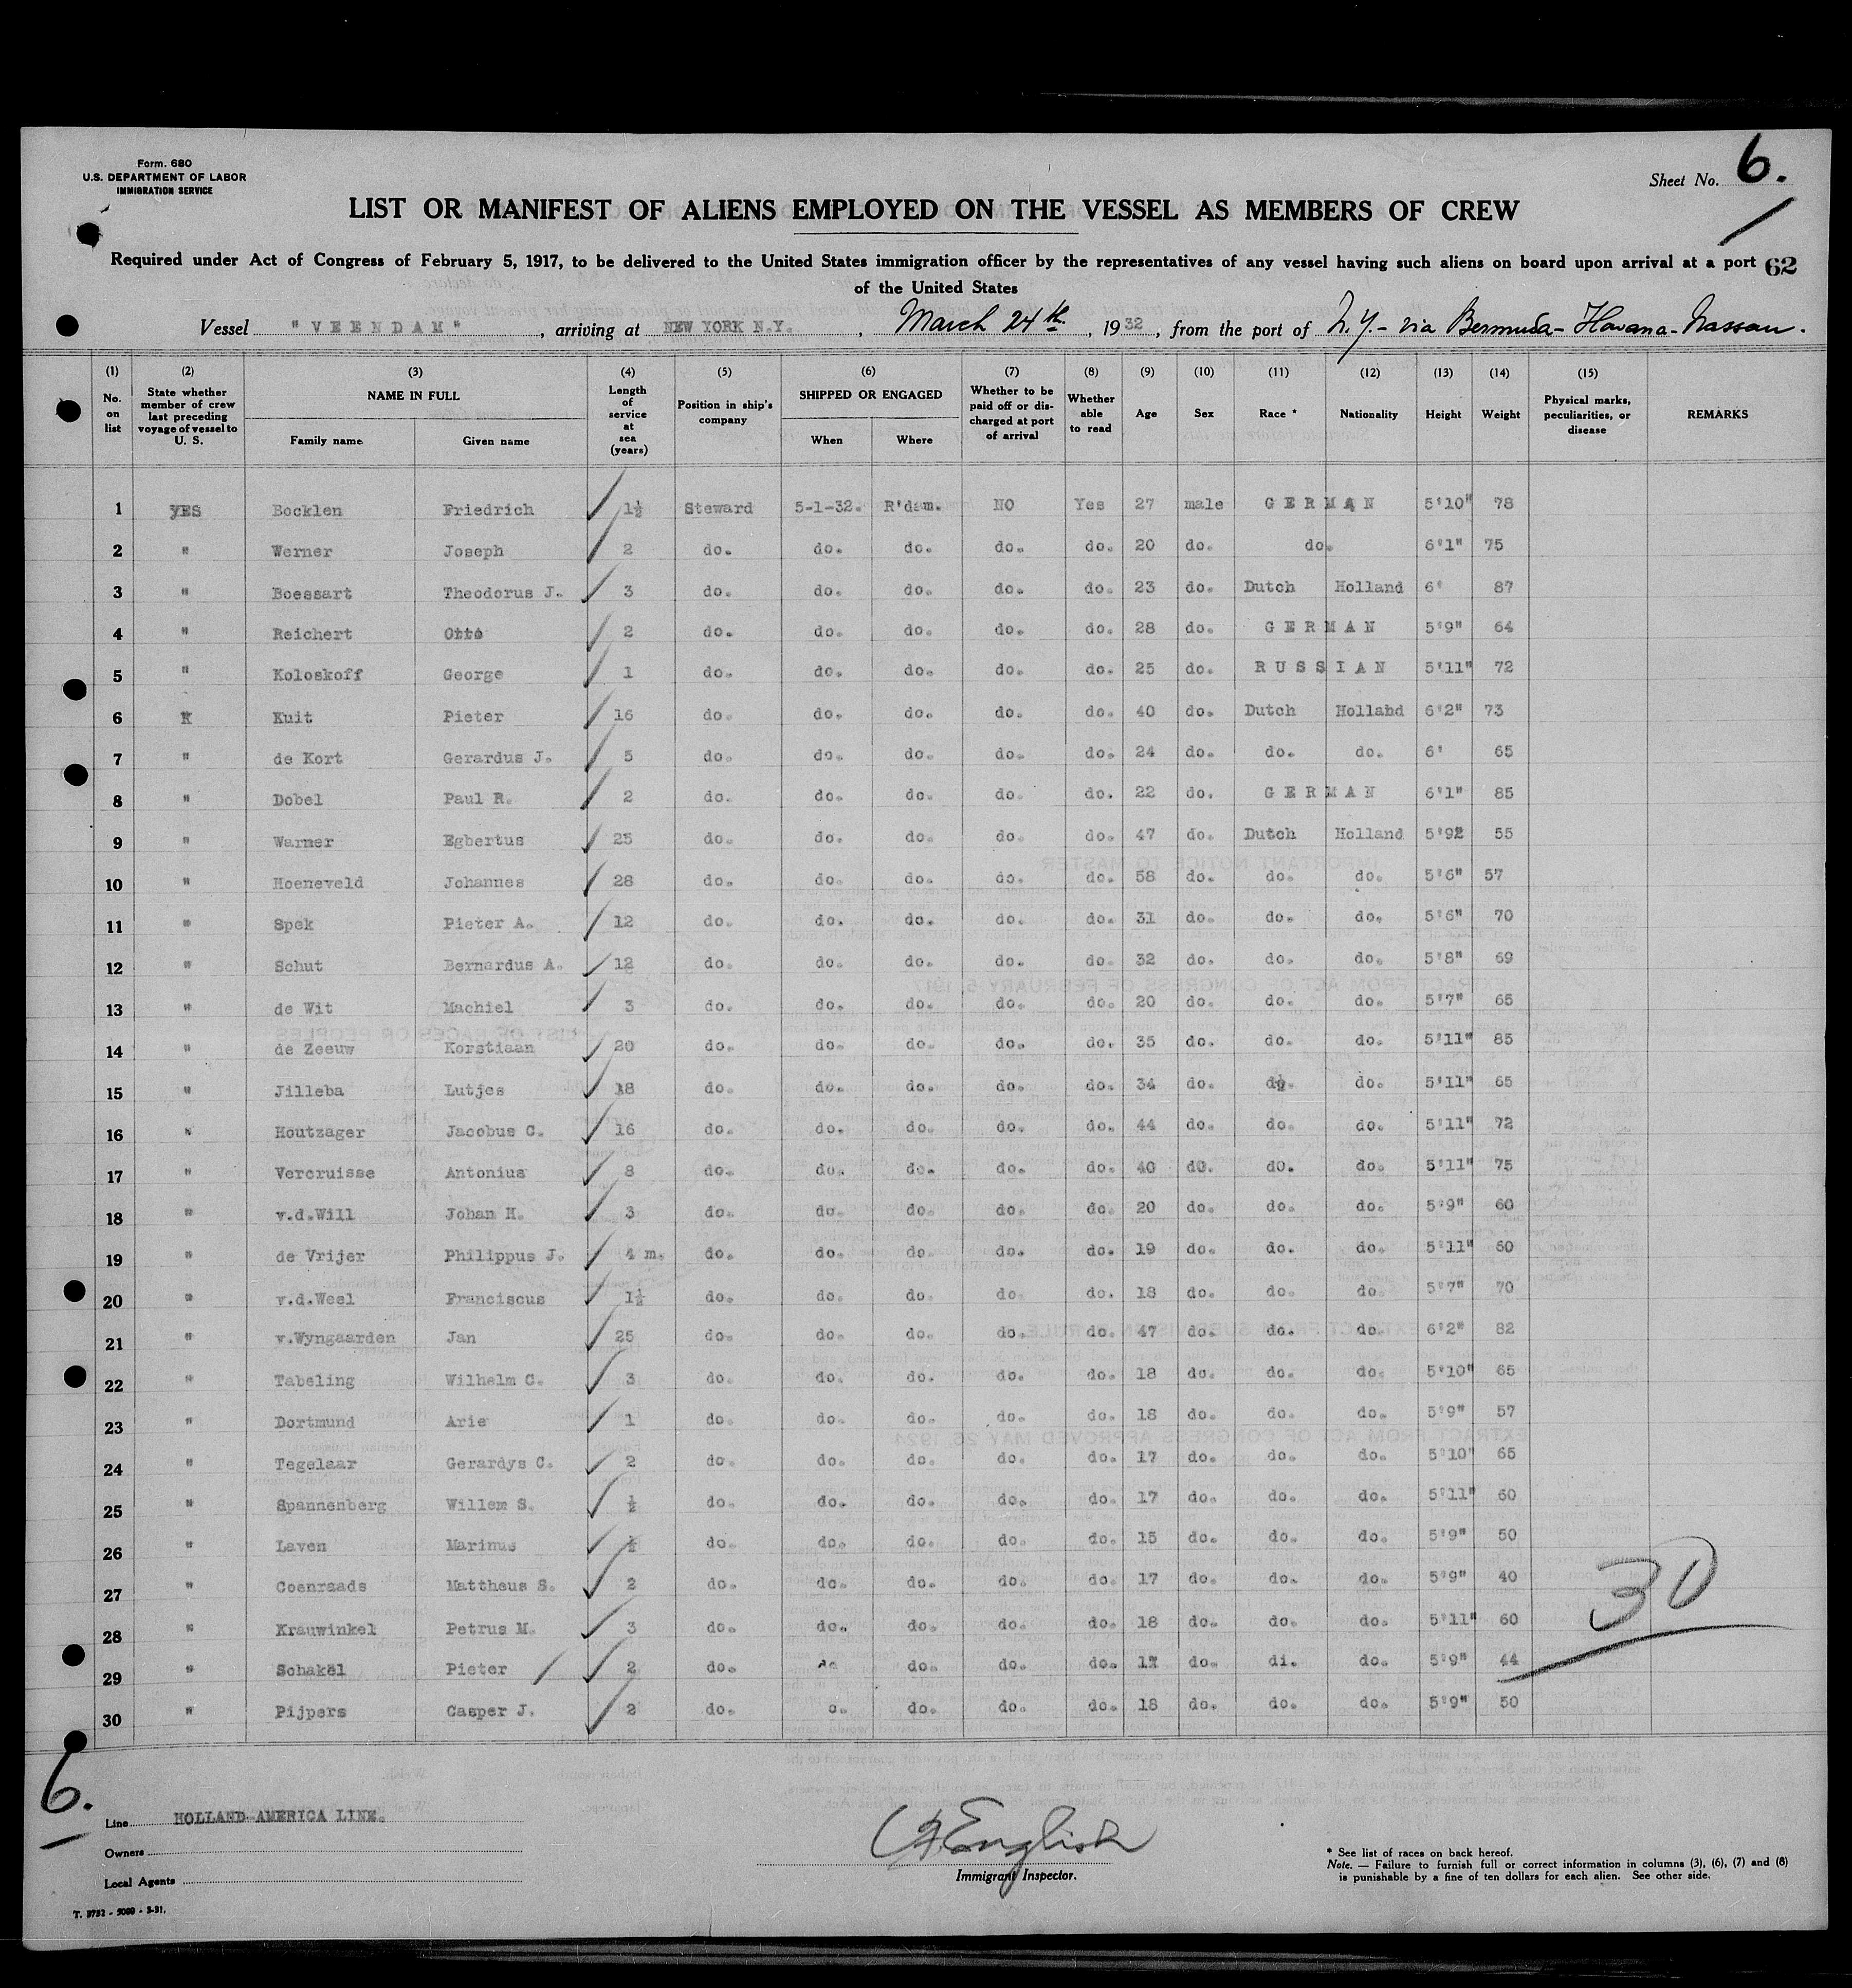 Form. 680
U.S. DEPARTMENT OF LABOR
IMMIGRATION SERVICE
Sheet No. 6.
LIST OR MANIFEST OF ALIENS EMPLOYED ON THE VESSEL AS MEMBERS OF CREW
Required under Act of Congress of February 5, 1917, to be delivered to the United States immigration officer by the representatives of any vessel having such aliens on board upon arrival at a port
of the United States
62
Vessel "VEENDAM", arriving at NEW YORK N.Y., March 24th, 1932, from the port of N.Y.- via Bermuda- Havana- Nassau.
(1) No. on list (2) State whether member of crew last preceding voyage of vessel to U. S. (3) NAME IN FULL Family name Given name (4) Length of service at sea (years) (5) Position in ship's company (6) SHIPPED OR ENGAGED When Where (7) Whether to be paid off or discharged at port of arrival (8) Whether able to read (9) Age (10) Sex (11) Race * (12) Nationality (13) Height (14) Weight (15) Physical marks, peculiarities, or disease REMARKS
1 YES Bocklen Friedrich 1½ Steward 5-1-32. R'dam. NO Yes 27 male GERMAN 5'10" 78
2 " Werner Joseph 2 do. do. do. do. do. 20 do. do. 6'1" 75
3 " Boessart Theodorus J. 3 do. do. do. do. do. 23 do. Dutch Holland 6' 87
4 " Reichert Otto 2 do. do. do. do. do. 28 do. GERMAN 5'9" 64
5 " Koloskoff George 1 do. do. do. do. do. 25 do. RUSSIAN 5'11" 72
6 Kuit Pieter 16 do. do. do. do. do. 40 do. Dutch Holland 6'2" 73
7 " de Kort Gerardus J. 5 do. do. do. do. do. 24 do. do. do. 6' 65
8 " Dobel Paul R. 2 do. do. do. do. do. 22 do. GERMAN 6'1" 85
9 " Warner Egbertus 25 do. do. do. do. do. 47 do. Dutch Holland 5'92 55
10 " Hoeneveld Johannes 28 do. do. do. do. do. 58 do. do. do. 5'6" 57
11 " Spek Pieter A. 12 do. do. do. do. do. 31 do. do. do. 5'6" 70
12 " Schut Bernardus A. 12 do. do. do. do. do. 32 do. do. do. 5'8" 69
13 " de Wit Machiel 3 do. do. do. do. do. 20 do. do. do. 5'7" 65
14 " de Zeeuw Korstiaan 20 do. do. do. do. do. 35 do. do. do. 5'11" 85
15 " Jilleba Lutjes 18 do. do. do. do. do. 34 do. do. do. 5'11" 65
16 " Houtzager Jacobus C. 16 do. do. do. do. do. 44 do. do. do. 5'11" 72
17 " Vercruisse Antonius 8 do. do. do. do. do. 40 do. do. do. 5'11" 75
18 " v.d.Will Johan H. 3 do. do. do. do. do. 20 do. do. do. 5'9" 60
19 " de Vrijer Philippus J. 4 m. do. do. do. do. do. 19 do. do. do. 5'11" 60
20 " v.d.Weel Franciscus 1½ do. do. do. do. do. 18 do. do. do. 5'7" 70
21 " v.Wyngaarden Jan 25 do. do. do. do. do. 47 do. do. do. 6'2" 82
22 " Tabeling Wilhelm C. 3 do. do. do. do. do. 18 do. do. do. 5'10" 65
23 " Dortmund Arie 1 do. do. do. do. do. 18 do. do. do. 5'9" 57
24 " Tegelaar Gerardys C. 2 do. do. do. do. do. 17 do. do. do. 5'10" 65
25 " Spannenberg Willem S. ½ do. do. do. do. do. 17 do. do. do. 5'11" 60
26 " Laven Marinus ½ do. do. do. do. do. 15 do. do. do. 5'9" 50
27 " Coenraads Mattheus S. 2 do. do. do. do. do. 17 do. do. do. 5'9" 40
28 " Krauwinkel Petrus M. 3 do. do. do. do. do. 18 do. do. do. 5'11" 60
29 " Schakel Pieter 2 do. do. do. do. 17 do. di. do. 5'9" 44
30 " Pijpers Casper J. 2 do. o. do. do. do. 18 do. do. do. 5'9" 50
30
6.
Line HOLLAND AMERICA LINE.
Owners
Local Agents
T. 3732 - 5000 - 3-31.
English
Immigrant Inspector.
* See list of races on back hereof.
Note. — Failure to furnish full or correct information in columns (3), (6), (7) and (8)
is punishable by a fine of ten dollars for each alien. See other side.